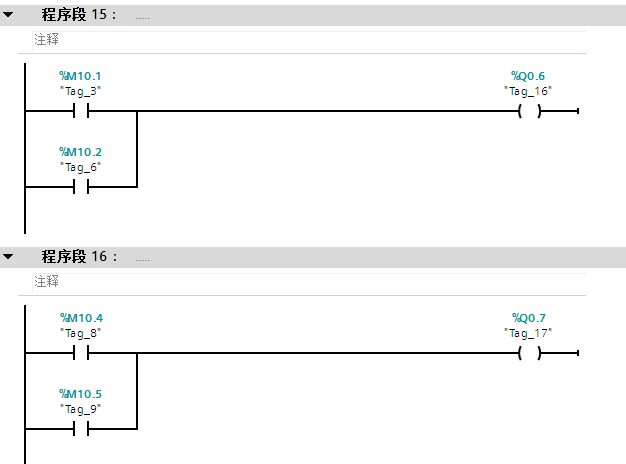 程序段 15： .....
注释
%M10.1
"Tag_3"
%Q0.6
"Tag_16"
%M10.2
"Tag_6"
程序段 16： .....
注释
%M10.4
"Tag_8"
%Q0.7
"Tag_17"
%M10.5
"Tag_9"